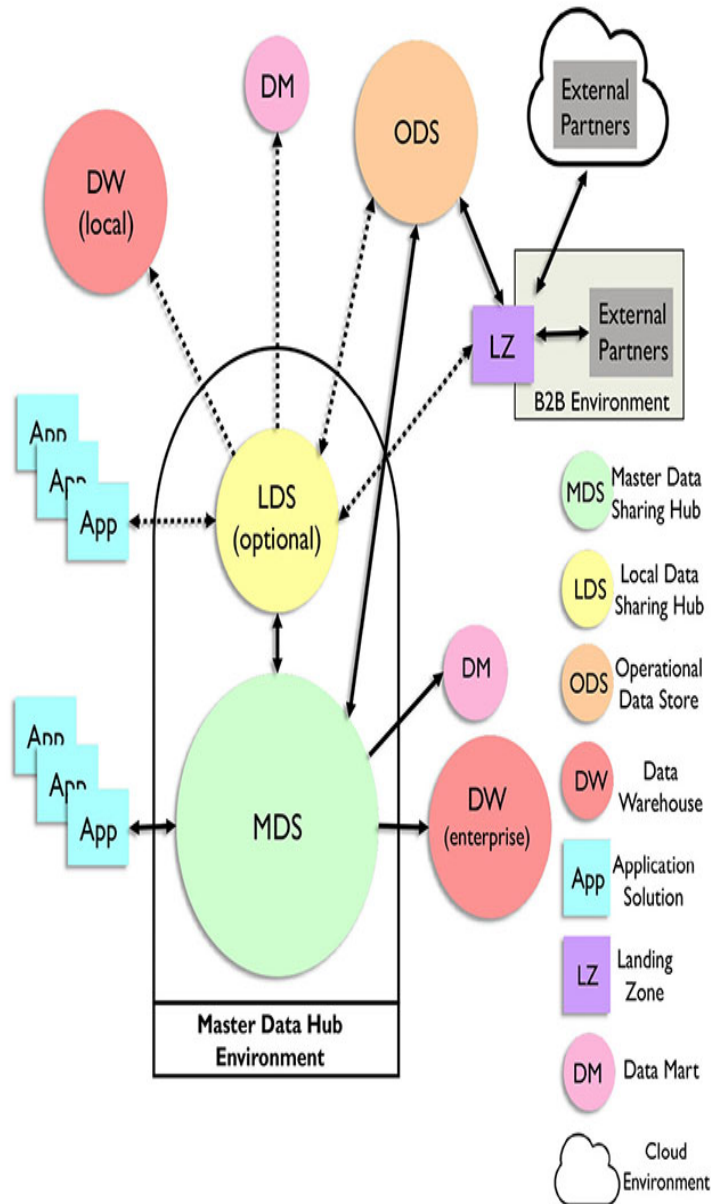 DM
External
Partners
ODS
DW
(local)
LZ
External
Partners
B2B Environment
App
App
App
LDS
(optional)
MDS
Master Data
Sharing Hub
LDS
Local Data
Sharing Hub
DM
ODS
Operational
Data Store
App
App
App
MDS
DW
(enterprise)
DW
Data
Warehouse
App
Application
Solution
LZ
Landing
Zone
Master Data Hub
Environment
DM
Data Mart
Cloud
Environment